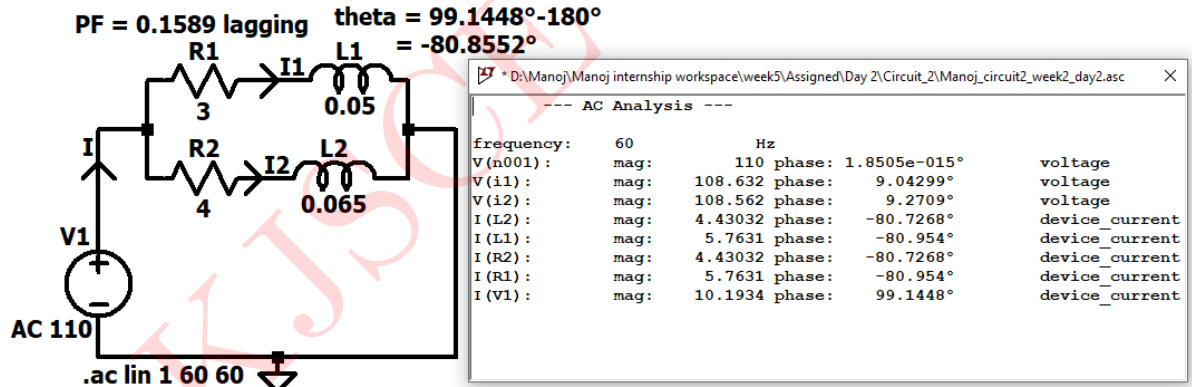 PF = 0.1589 lagging
theta = 99.1448°-180°
= -80.8552°
R1
I1
L1
3
0.05
I
R2
I2
L2
4
0.065
V1
AC 110
.ac lin 1 60 60
* D:\Manoj\Manoj internship workspace\week5\Assigned\Day 2\Circuit_2\Manoj_circuit2_week2_day2.asc
--- AC Analysis ---
frequency: 60 Hz
V(n001): mag: 110 phase: 1.8505e-015° voltage
V(i1): mag: 108.632 phase: 9.04299° voltage
V(i2): mag: 108.562 phase: 9.2709° voltage
I(L2): mag: 4.43032 phase: -80.7268° device_current
I(L1): mag: 5.7631 phase: -80.954° device_current
I(R2): mag: 4.43032 phase: -80.7268° device_current
I(R1): mag: 5.7631 phase: -80.954° device_current
I(V1): mag: 10.1934 phase: 99.1448° device_current
KJSCE